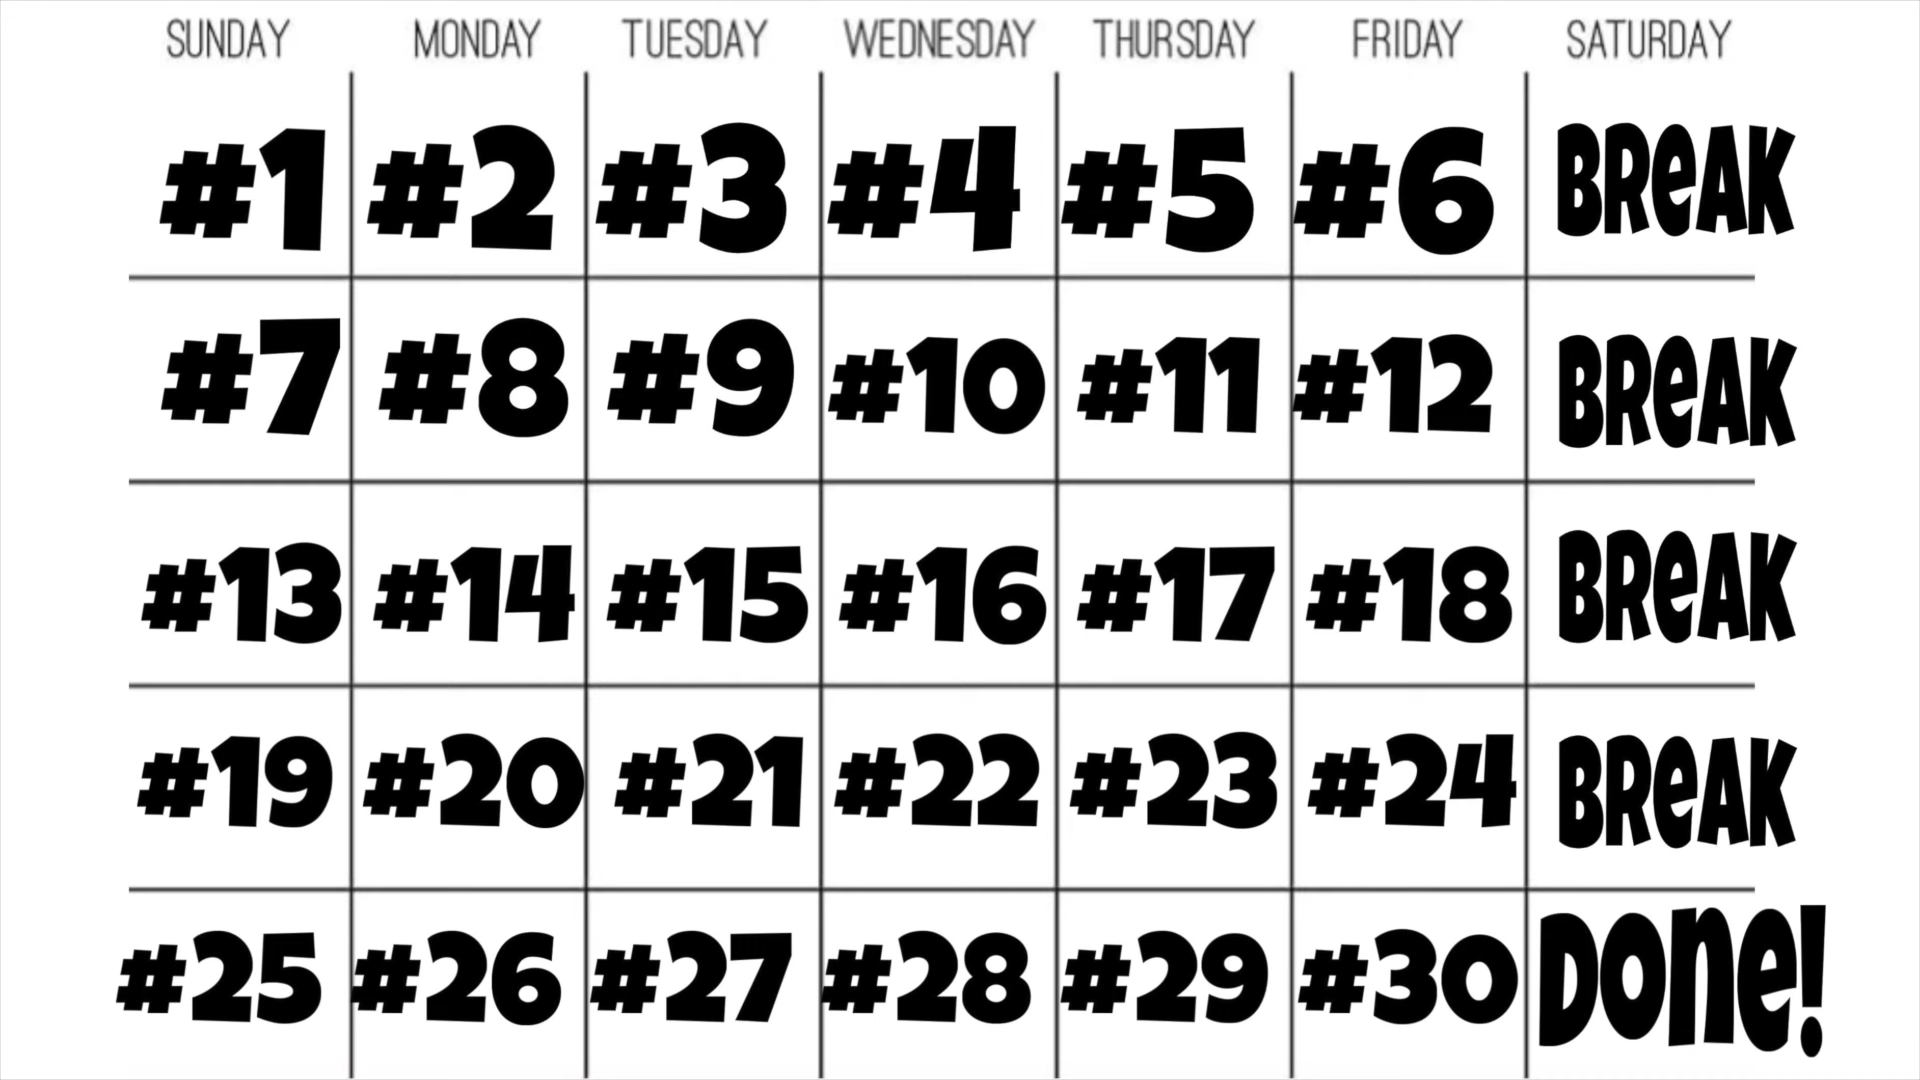 SUNDAY MONDAY TUESDAY WEDNESDAY THURSDAY FRIDAY SATURDAY
#1 #2 #3 #4 #5 #6 BReAK
#7 #8 #9 #10 #11 #12 BReAK
#13 #14 #15 #16 #17 #18 BReAK
#19 #20 #21 #22 #23 #24 BReAK
#25 #26 #27 #28 #29 #30 DOne!